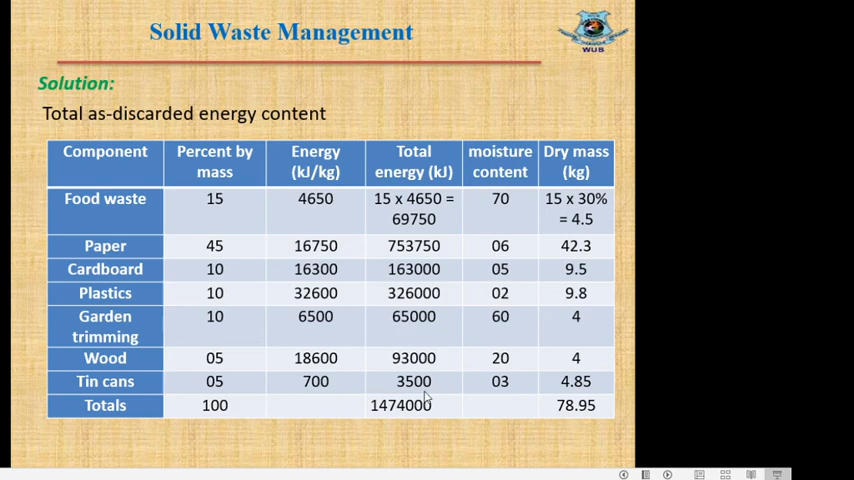 Solid Waste Management
WUB
Solution:
Total as-discarded energy content
Component Percent by mass Energy (kJ/kg) Total energy (kJ) moisture content Dry mass (kg)
Food waste 15 4650 15 x 4650 = 69750 70 15 x 30% = 4.5
Paper 45 16750 753750 06 42.3
Cardboard 10 16300 163000 05 9.5
Plastics 10 32600 326000 02 9.8
Garden trimming 10 6500 65000 60 4
Wood 05 18600 93000 20 4
Tin cans 05 700 3500 03 4.85
Totals 100 1474000 78.95